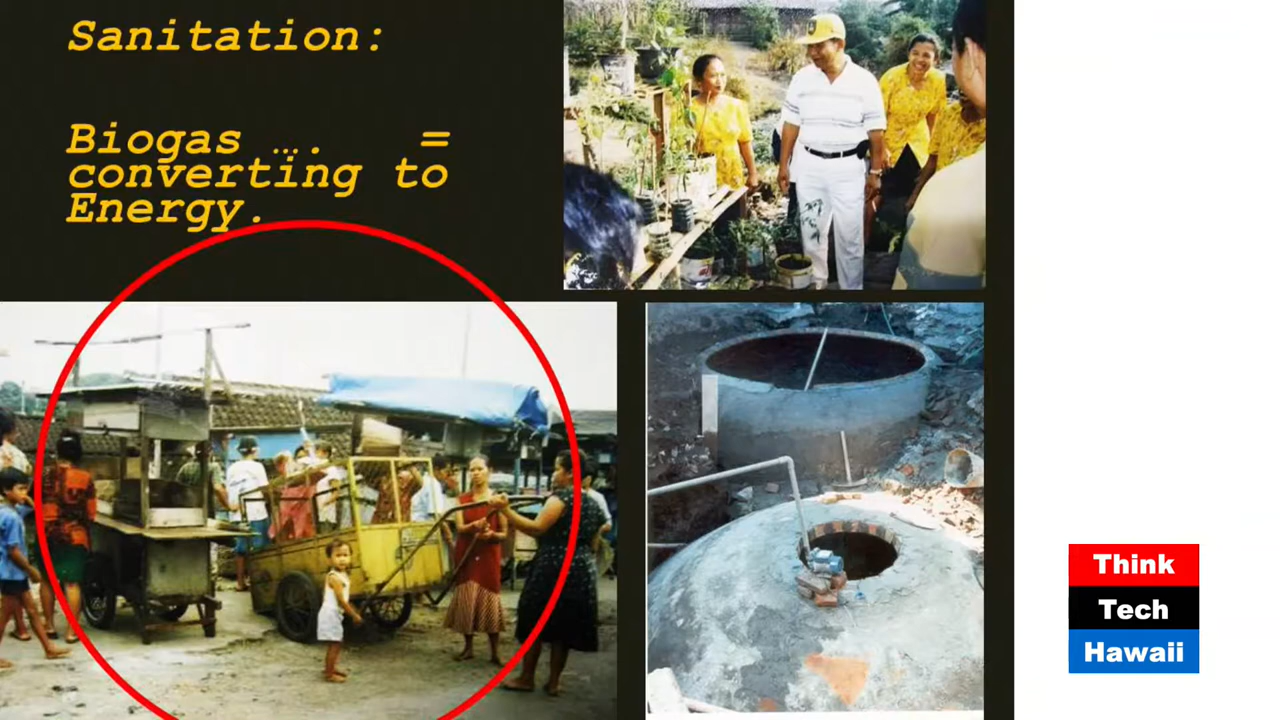 Sanitation:
Biogas …. =
converting to
Energy.
Think
Tech
Hawaii